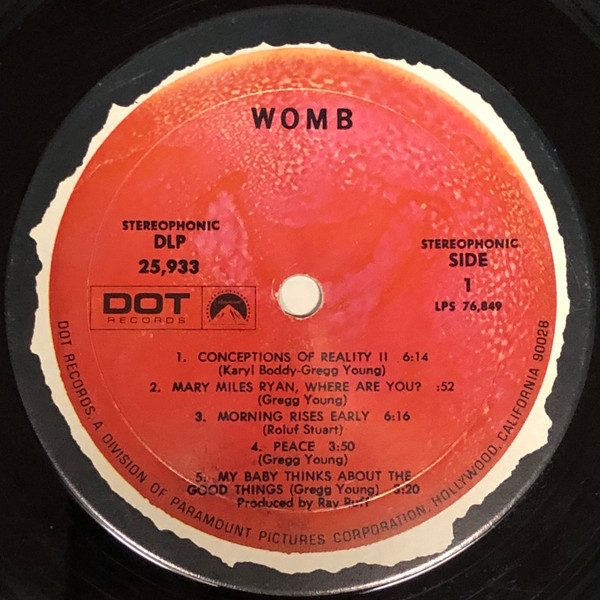 WOMB
STEREOPHONIC
DLP
25,933
STEREOPHONIC
SIDE
1
LPS 76,849
DOT
RECORDS
1. CONCEPTIONS OF REALITY II 6:14
(Karyl Boddy-Gregg Young)
2. MARY MILES RYAN, WHERE ARE YOU? :52
(Gregg Young)
3. MORNING RISES EARLY 6:16
(Roluf Stuart)
4. PEACE 3:50
(Gregg Young)
5. MY BABY THINKS ABOUT THE
GOOD THINGS (Gregg Young) 3:20
Produced by Ray Ruff
DOT RECORDS, A DIVISION OF PARAMOUNT PICTURES CORPORATION, HOLLYWOOD, CALIFORNIA 90028